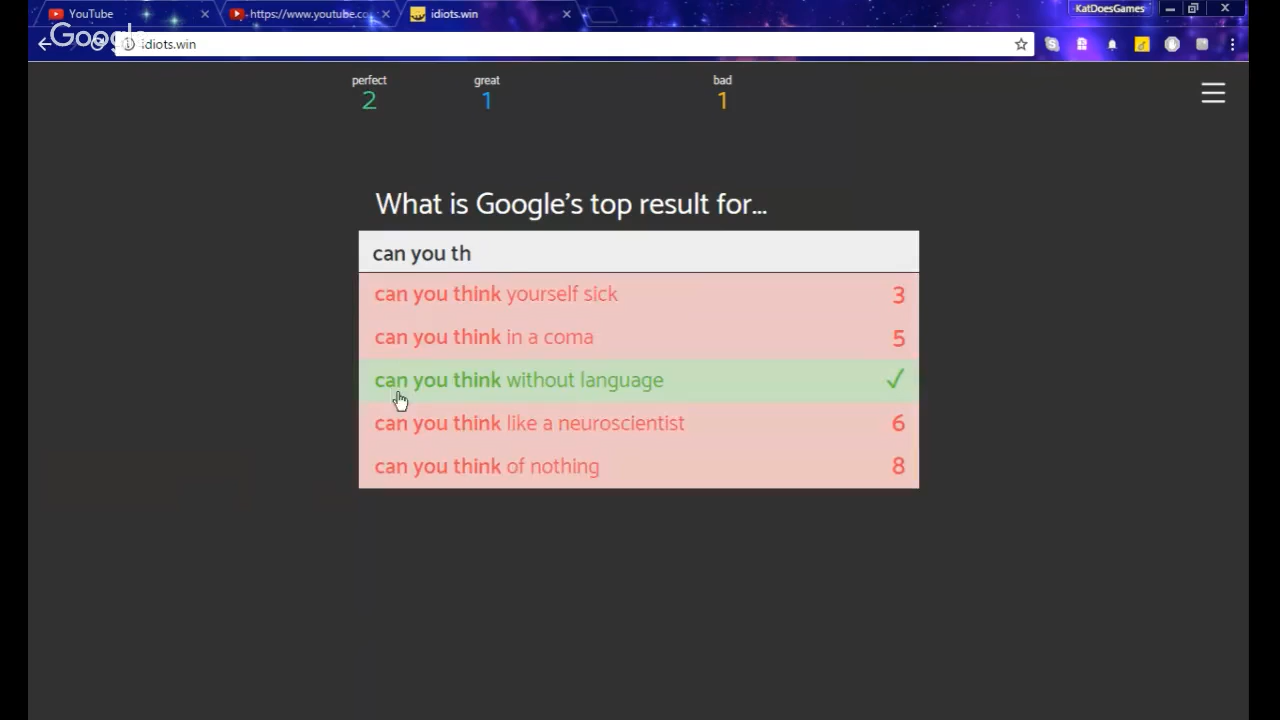 YouTube
https://www.youtube.co
idiots.win
KatDoesGames
Google
idiots.win
perfect
great
bad
2
1
1
What is Google's top result for...
can you th
can you think yourself sick 3
can you think in a coma 5
can you think without language ✓
can you think like a neuroscientist 6
can you think of nothing 8